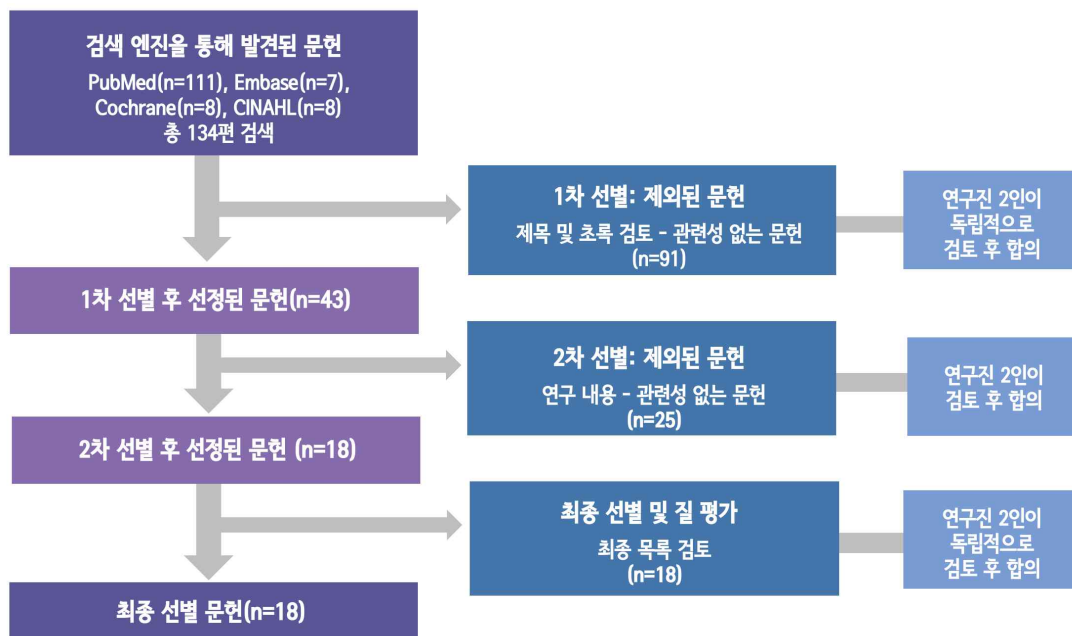 검색 엔진을 통해 발견된 문헌
PubMed(n=111), Embase(n=7),
Cochrane(n=8), CINAHL(n=8)
총 134편 검색
1차 선별: 제외된 문헌
제목 및 초록 검토 - 관련성 없는 문헌
(n=91)
연구진 2인이
독립적으로
검토 후 합의
1차 선별 후 선정된 문헌(n=43)
2차 선별: 제외된 문헌
연구 내용 - 관련성 없는 문헌
(n=25)
연구진 2인이
검토 후 합의
2차 선별 후 선정된 문헌 (n=18)
최종 선별 및 질 평가
최종 목록 검토
(n=18)
연구진 2인이
독립적으로
검토 후 합의
최종 선별 문헌(n=18)